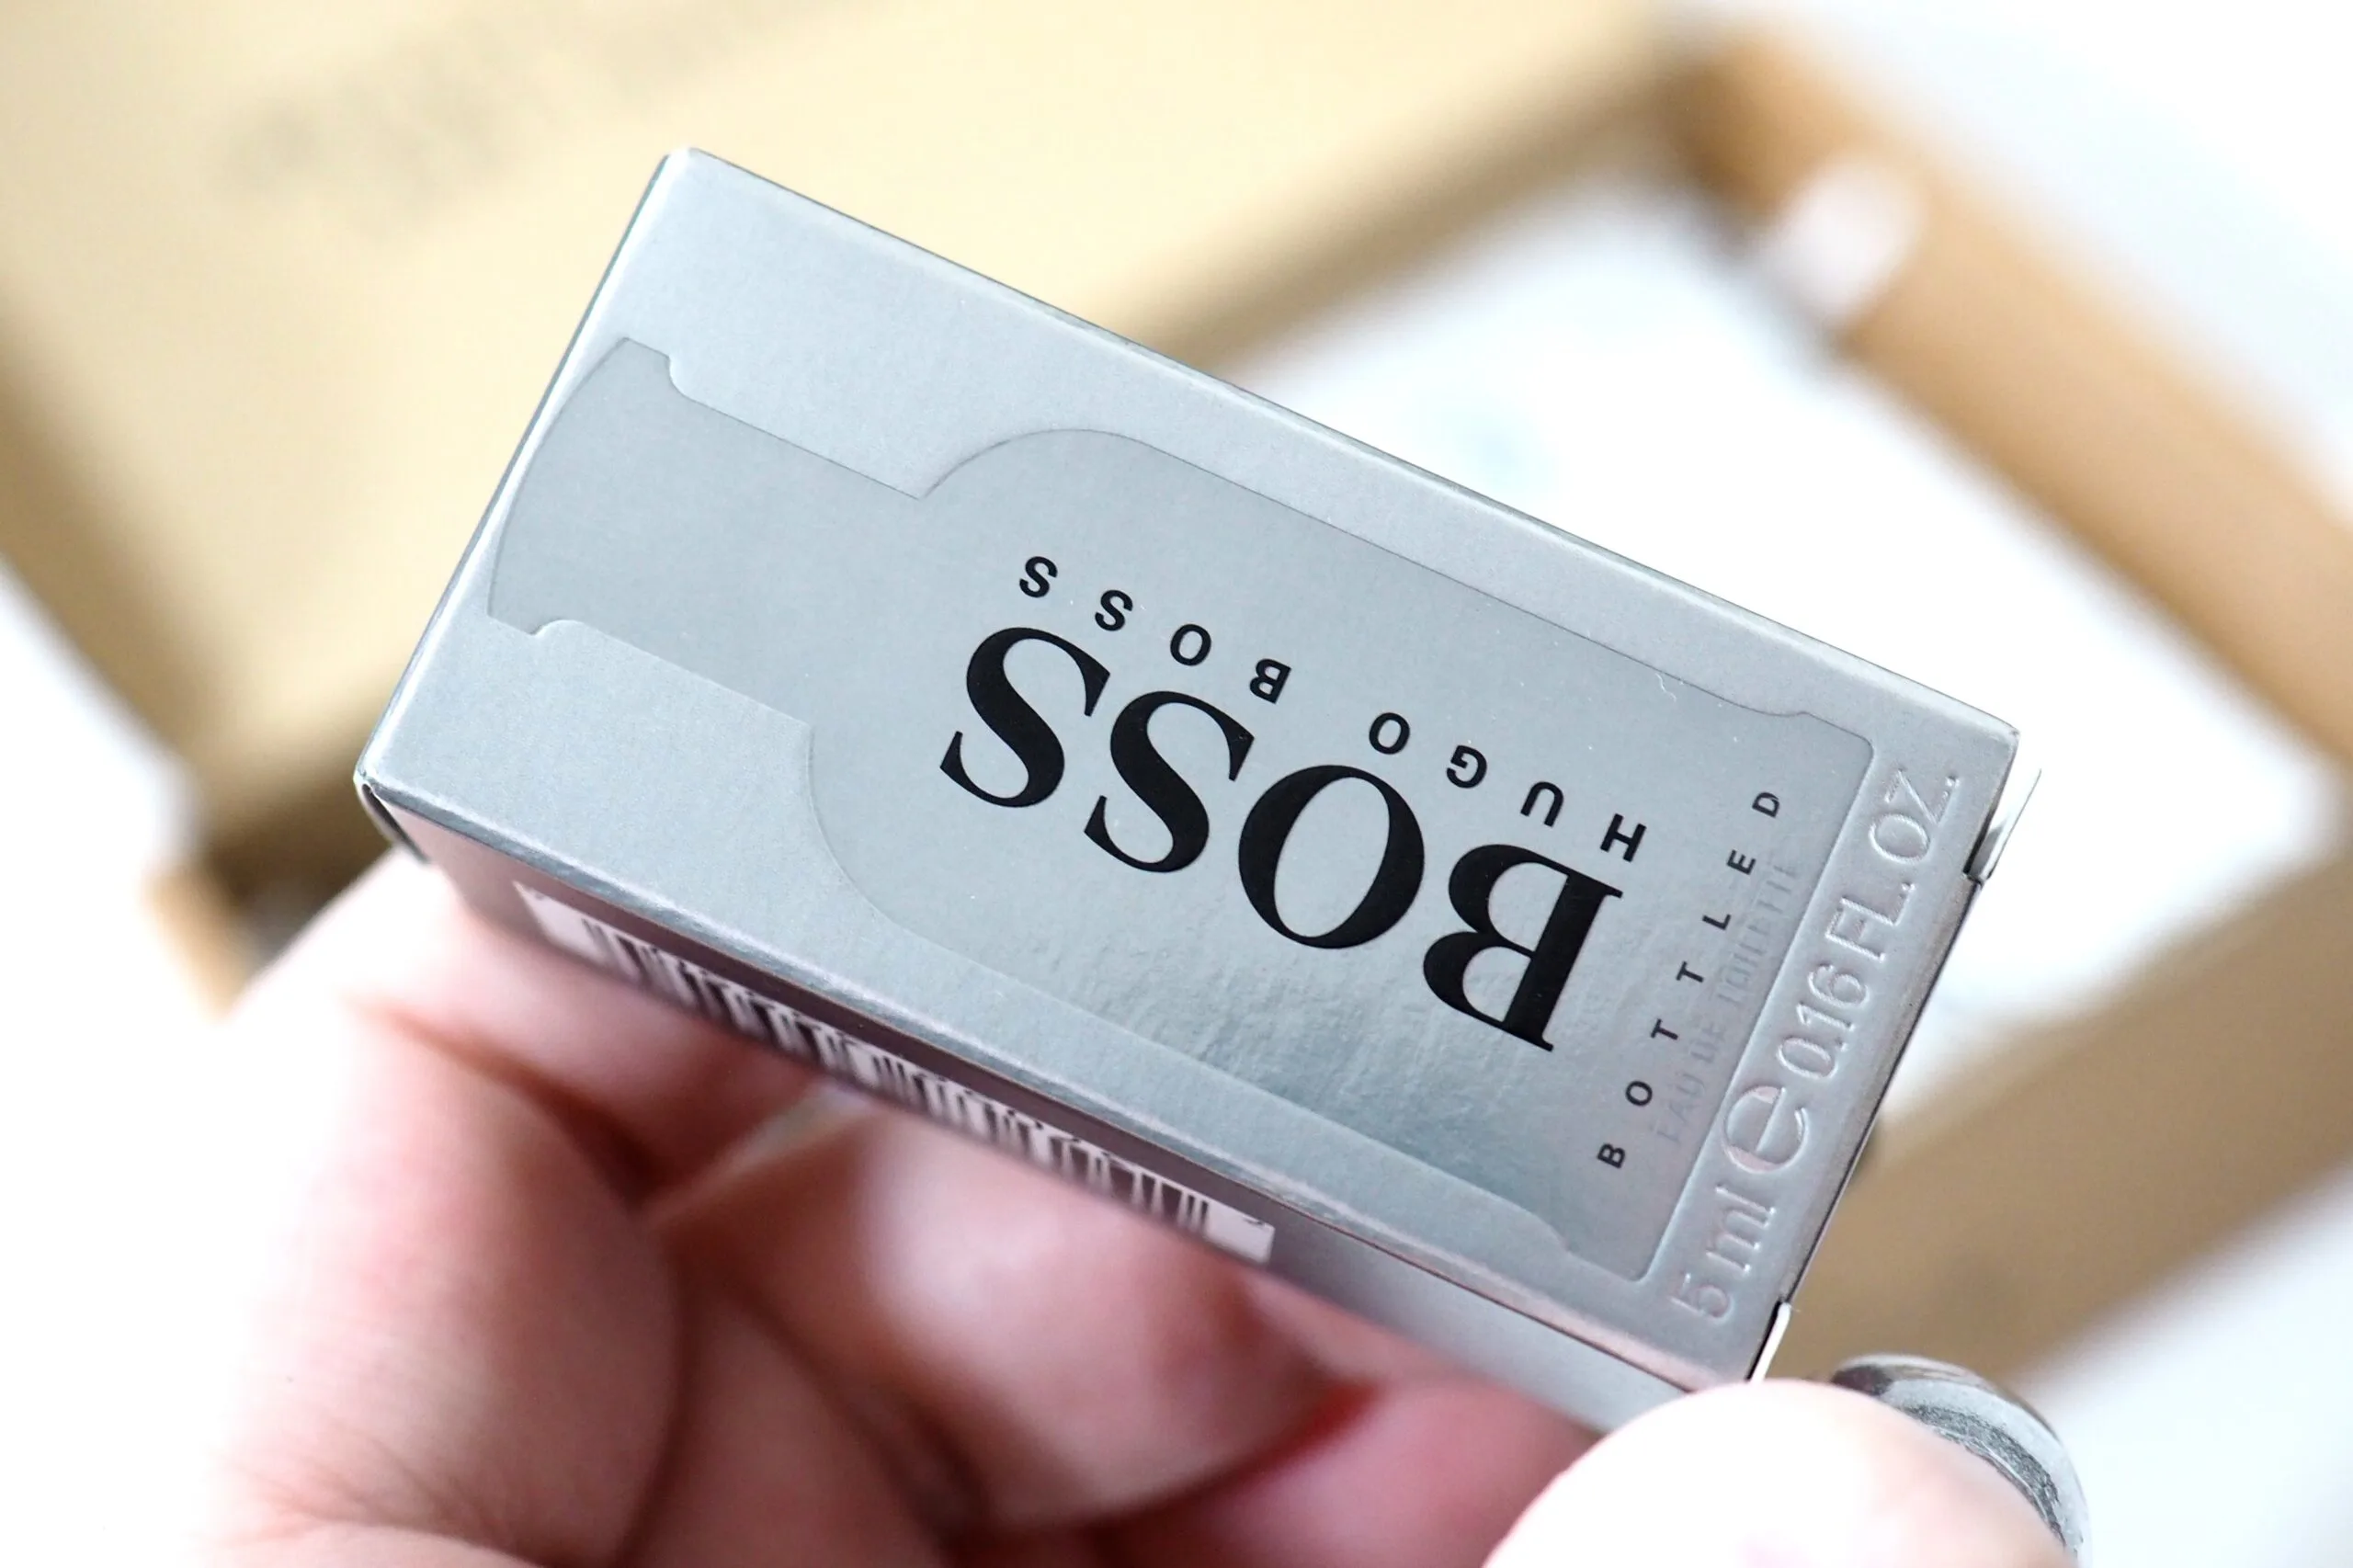 BOSS
HUGO BOSS
BOTTLED
EAU DE TOILETTE
5 ml e 0.16 FL.OZ.